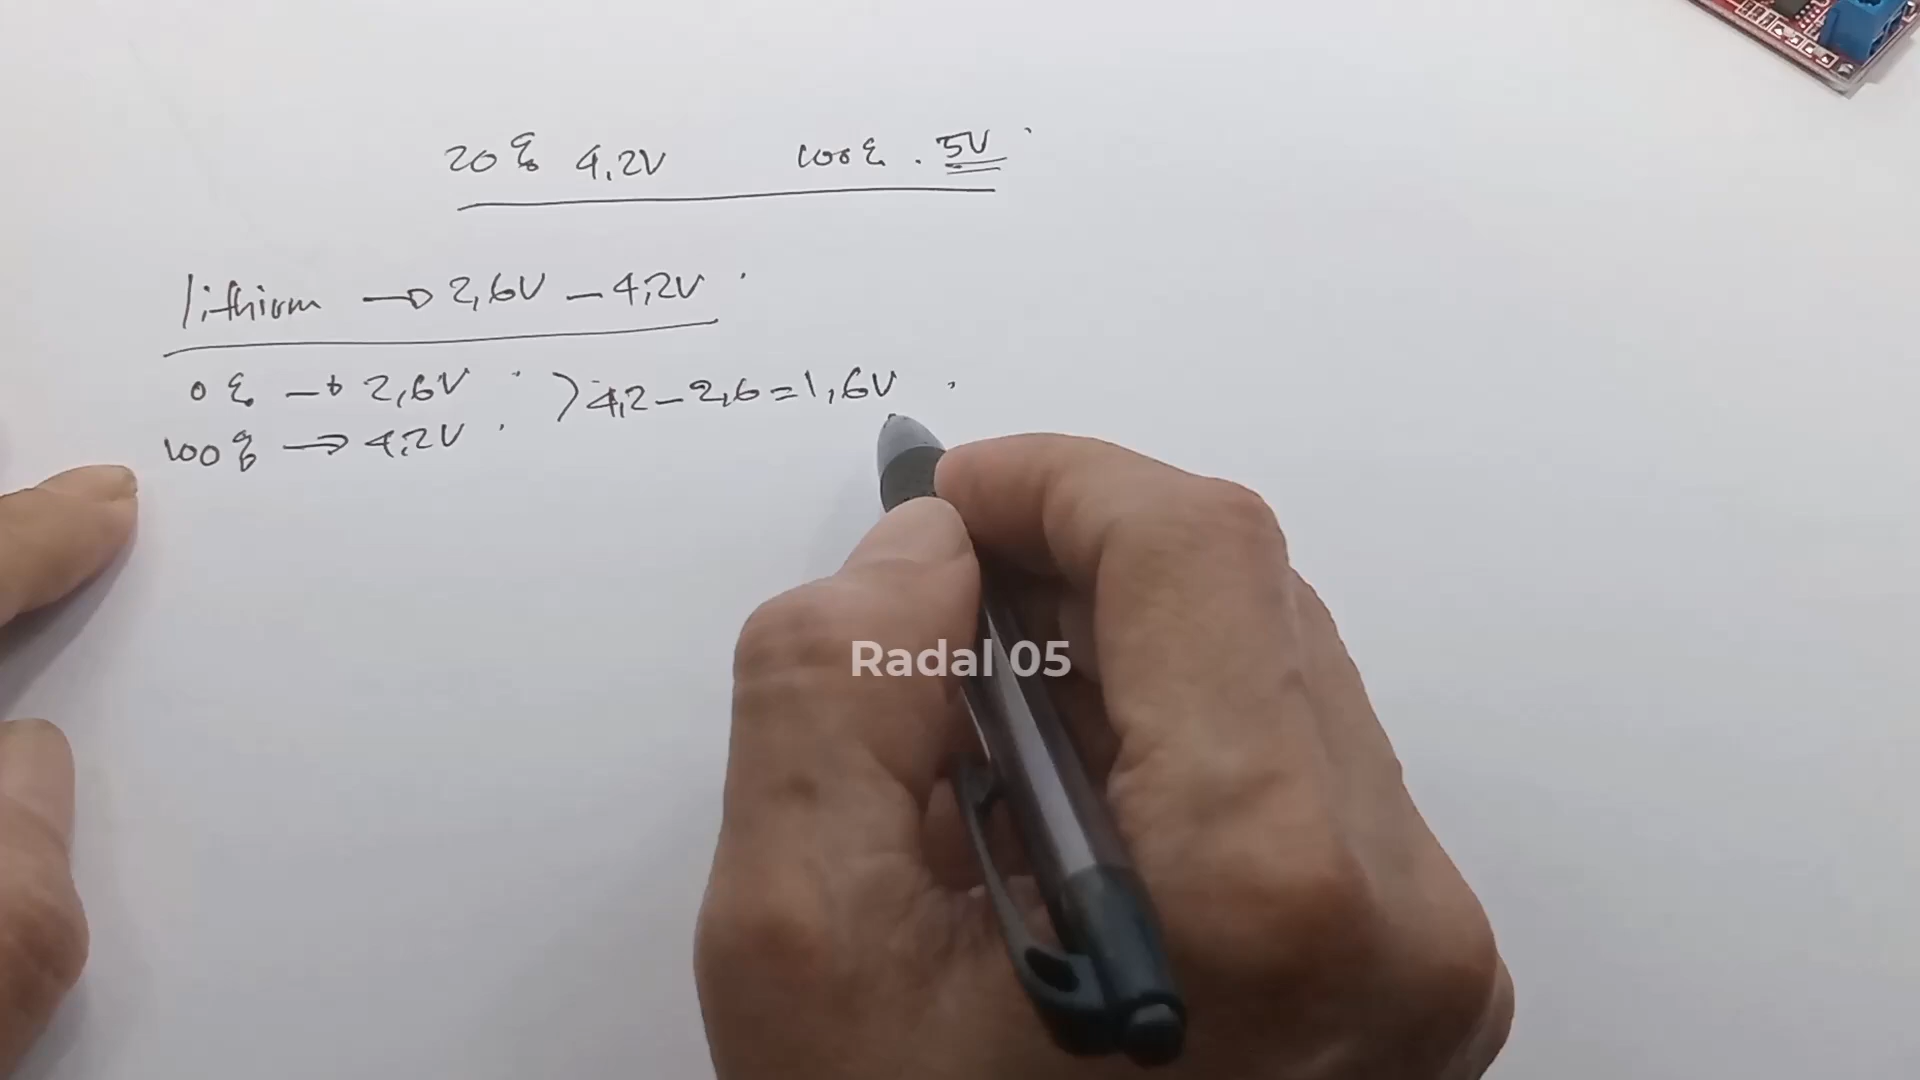 20% 4,2V 100% . 5V
lithium → 2,6V – 4,2V
0% → 2,6V
100% → 4,2V
4,2 – 2,6 = 1,6V
Radal 05